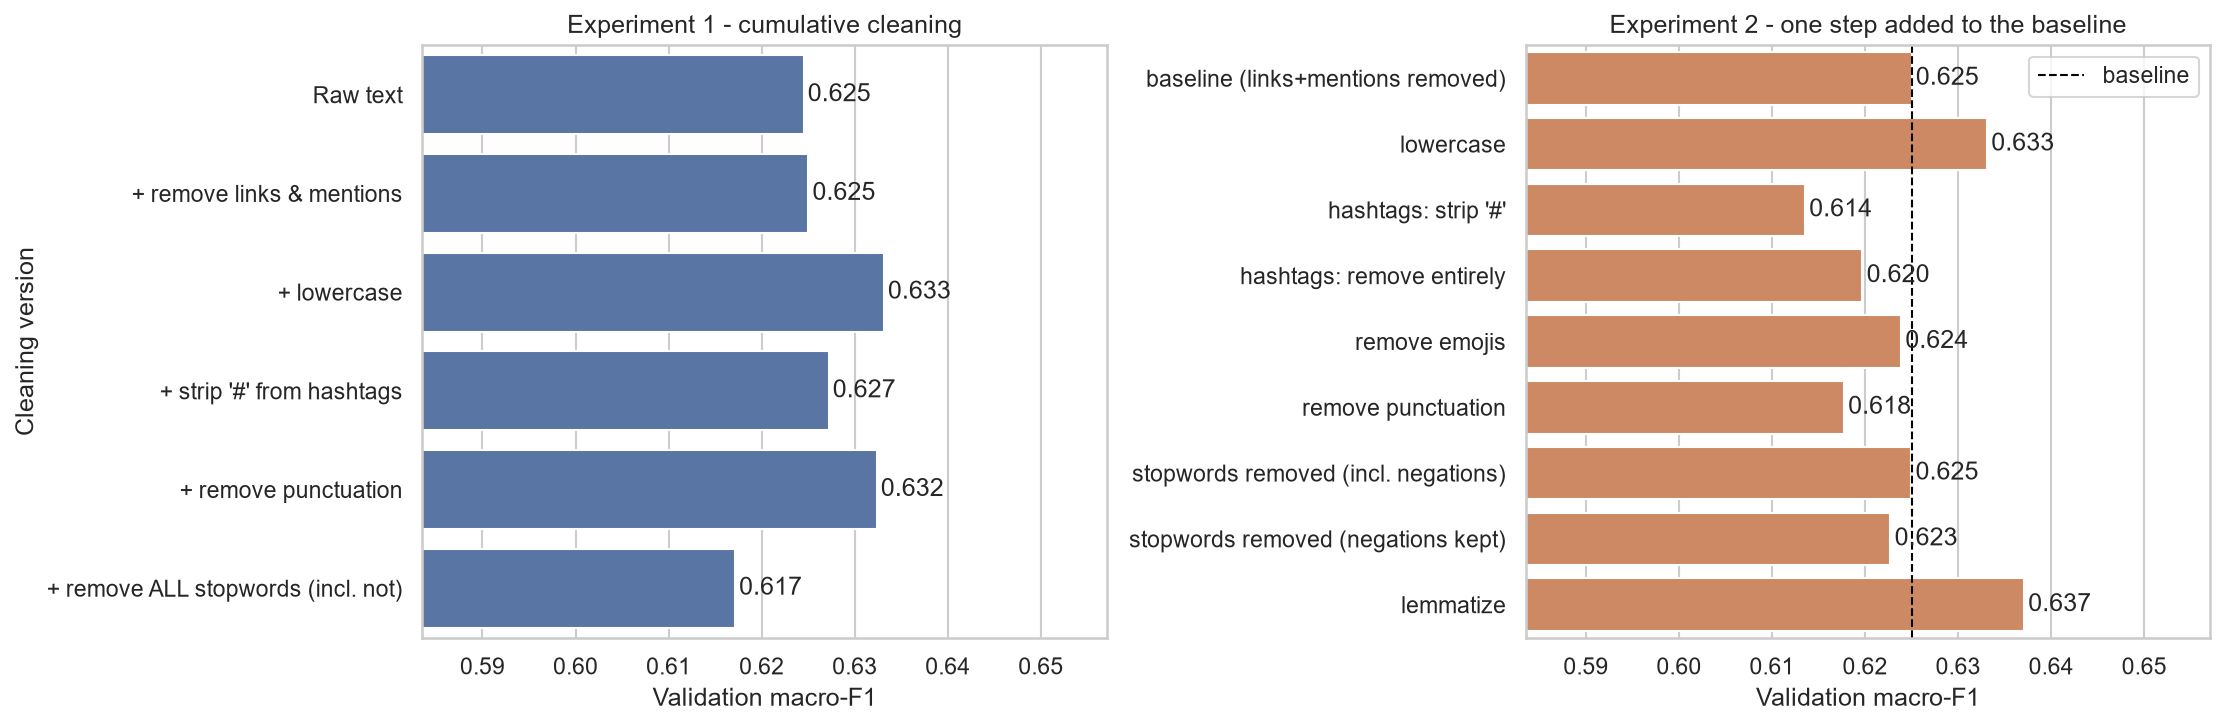 Experiment 1 - cumulative cleaning
Cleaning version
Raw text
0.625
+ remove links & mentions
0.625
+ lowercase
0.633
+ strip '#' from hashtags
0.627
+ remove punctuation
0.632
+ remove ALL stopwords (incl. not)
0.617
0.59 0.60 0.61 0.62 0.63 0.64 0.65
Validation macro-F1
Experiment 2 - one step added to the baseline
baseline
baseline (links+mentions removed)
0.625
lowercase
0.633
hashtags: strip '#'
0.614
hashtags: remove entirely
0.620
remove emojis
0.624
remove punctuation
0.618
stopwords removed (incl. negations)
0.625
stopwords removed (negations kept)
0.623
lemmatize
0.637
0.59 0.60 0.61 0.62 0.63 0.64 0.65
Validation macro-F1